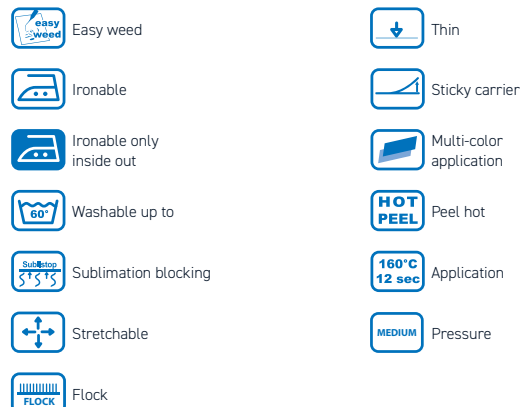 easy
weed
Easy weed
Ironable
Ironable only
inside out
60°
Washable up to
Substop
Sublimation blocking
Stretchable
FLOCK
Flock
Thin
Sticky carrier
Multi-color
application
HOT
PEEL
Peel hot
160°C
12 sec
Application
MEDIUM
Pressure